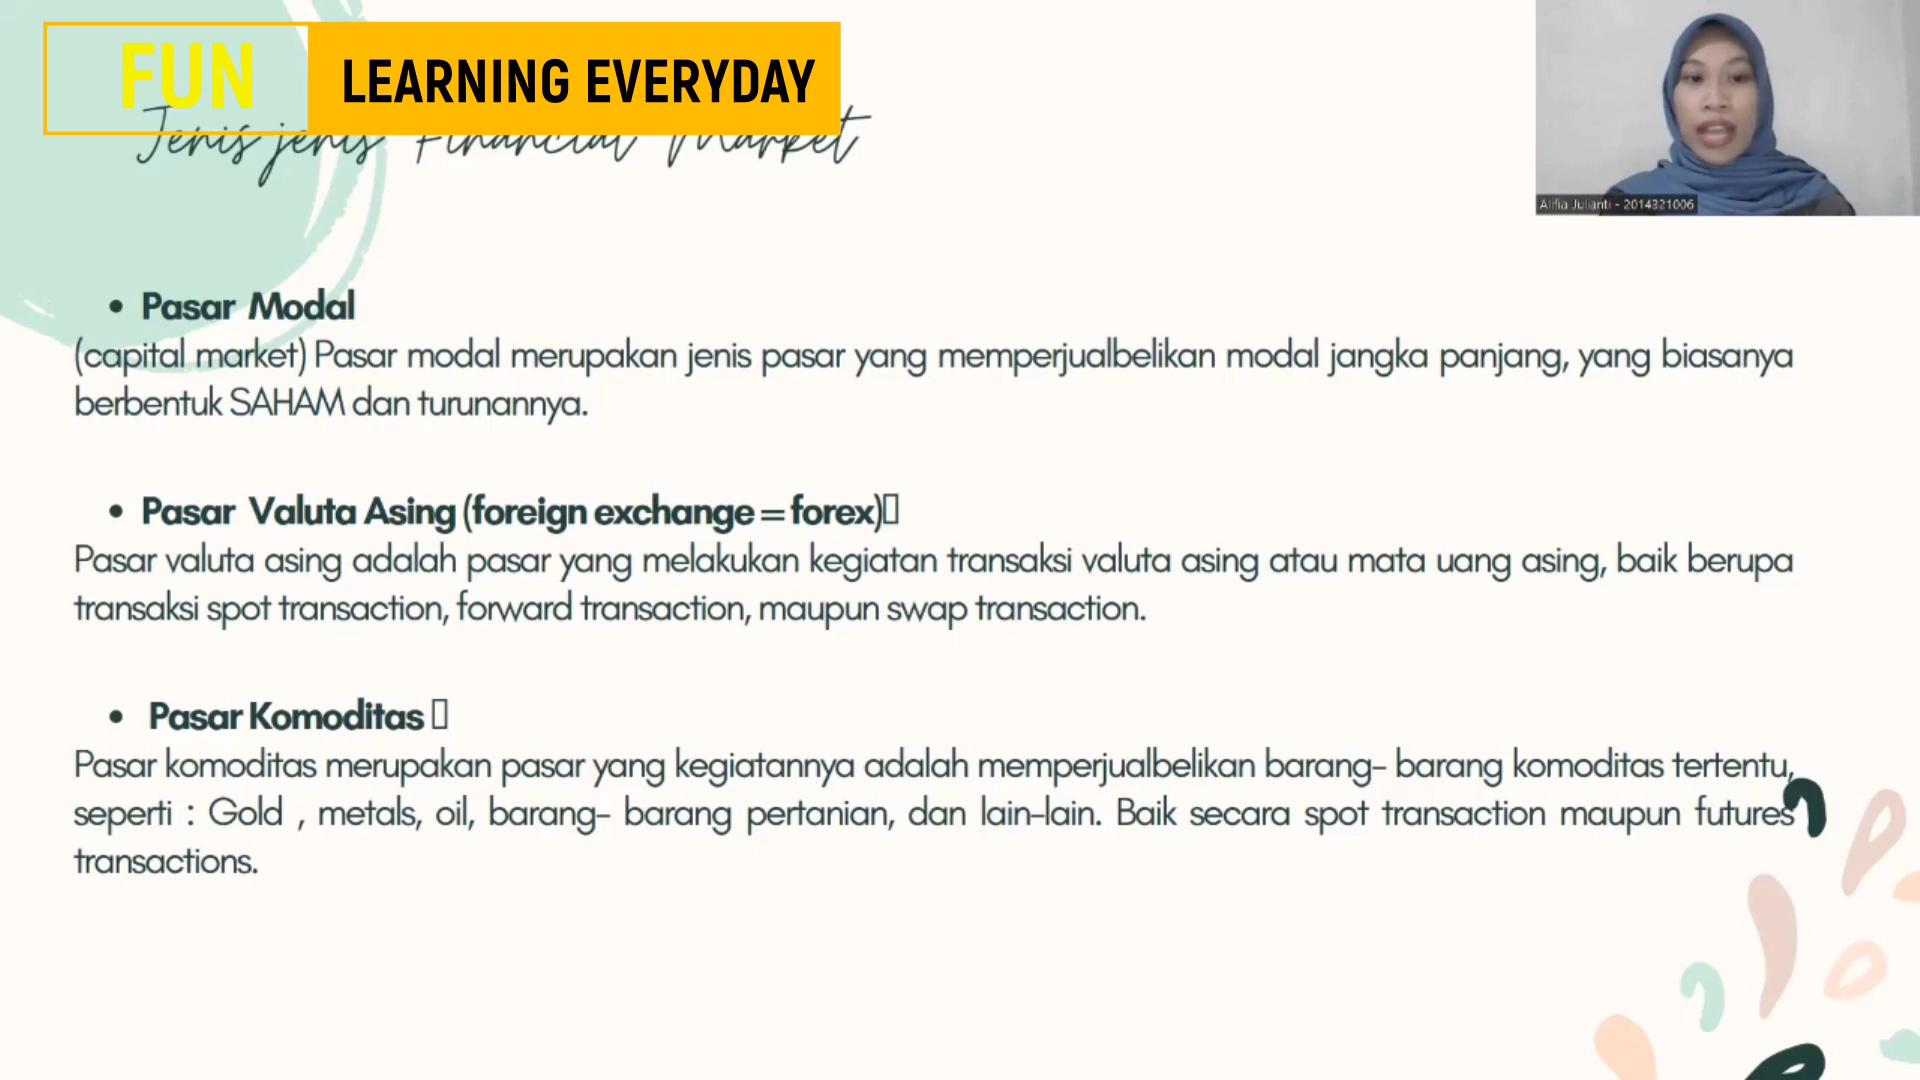 FUN LEARNING EVERYDAY
Jenis jenis Financial Market
Alifia Julianti - 2014321006
• Pasar Modal
(capital market) Pasar modal merupakan jenis pasar yang memperjualbelikan modal jangka panjang, yang biasanya
berbentuk SAHAM dan turunannya.
• Pasar Valuta Asing (foreign exchange = forex)
Pasar valuta asing adalah pasar yang melakukan kegiatan transaksi valuta asing atau mata uang asing, baik berupa
transaksi spot transaction, forward transaction, maupun swap transaction.
• Pasar Komoditas
Pasar komoditas merupakan pasar yang kegiatannya adalah memperjualbelikan barang- barang komoditas tertentu,
seperti : Gold , metals, oil, barang- barang pertanian, dan lain-lain. Baik secara spot transaction maupun futures
transactions.